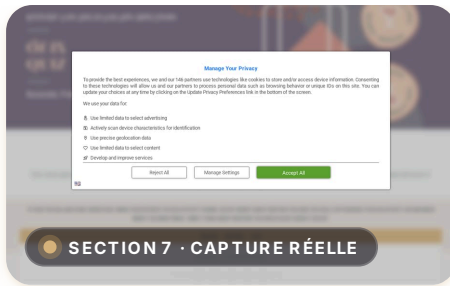 Manage Your Privacy
To provide the best experiences, we and our 146 partners use technologies like cookies to store and/or access device information. Consenting
to these technologies will allow us and our partners to process personal data such as browsing behavior or unique IDs on this site. You can
update your choices at any time by clicking on the Update Privacy Preferences link in the bottom of the screen.
We use your data for:
Use limited data to select advertising
Actively scan device characteristics for identification
Use precise geolocation data
Use limited data to select content
Develop and improve services
Reject All Manage Settings Accept All
SECTION 7 · CAPTURE RÉELLE